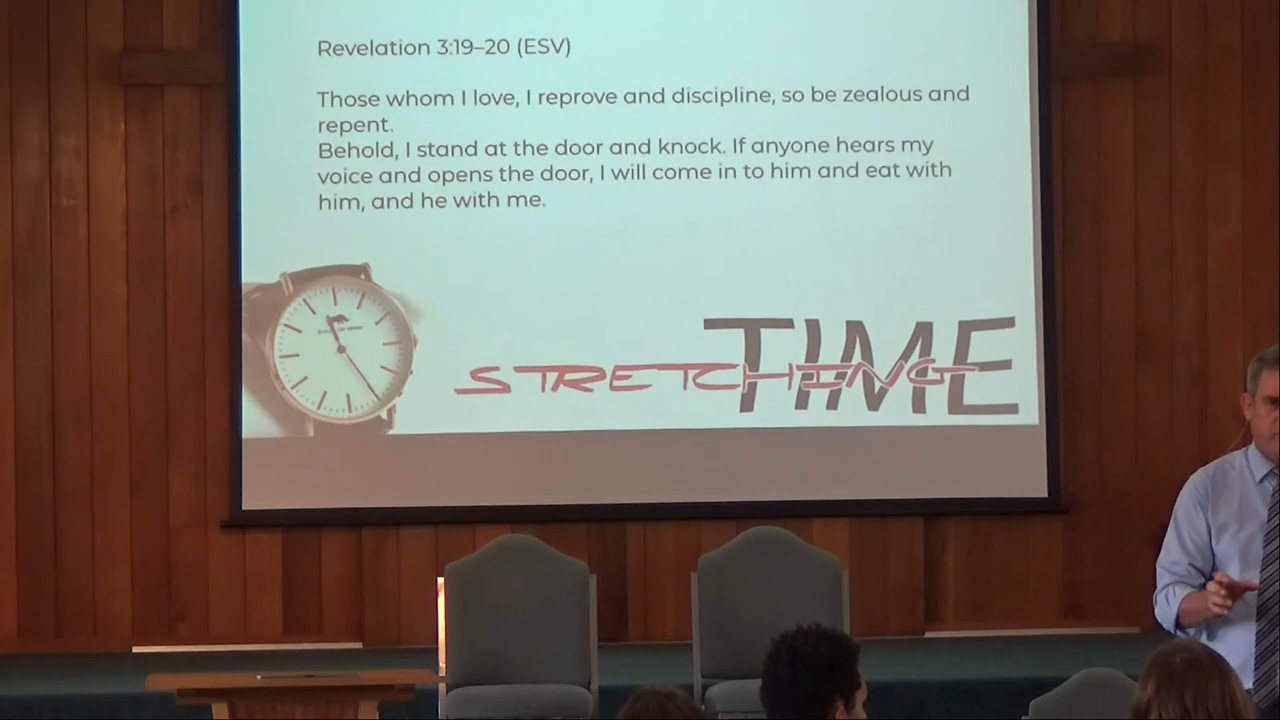 Revelation 3:19–20 (ESV)
Those whom I love, I reprove and discipline, so be zealous and
repent.
Behold, I stand at the door and knock. If anyone hears my
voice and opens the door, I will come in to him and eat with
him, and he with me.
TIME
STRETCHING